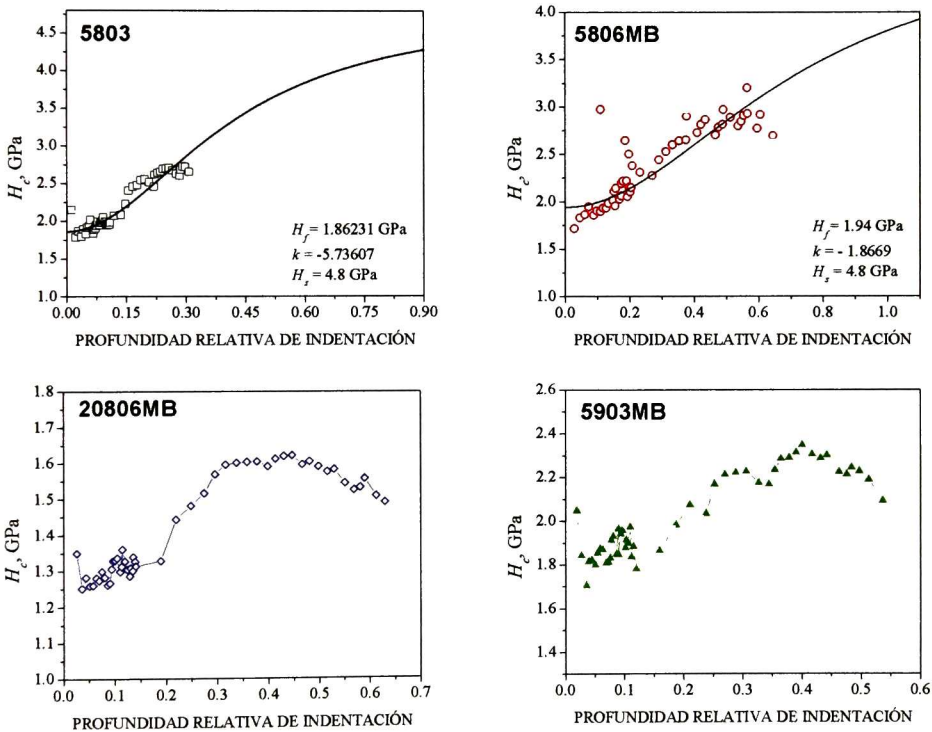 5803
4.5
4.0
3.5
3.0
2.5
2.0
1.5
1.0
H_c, GPa
H_f = 1.86231 GPa
k = -5.73607
H_s = 4.8 GPa
0.00 0.15 0.30 0.45 0.60 0.75 0.90
PROFUNDIDAD RELATIVA DE INDENTACIÓN
5806MB
4.0
3.5
3.0
2.5
2.0
1.5
1.0
H_c, GPa
H_f = 1.94 GPa
k = - 1.8669
H_s = 4.8 GPa
0.0 0.2 0.4 0.6 0.8 1.0
PROFUNDIDAD RELATIVA DE INDENTACIÓN
20806MB
1.8
1.7
1.6
1.5
1.4
1.3
1.2
1.1
1.0
H_c, GPa
0.0 0.1 0.2 0.3 0.4 0.5 0.6 0.7
PROFUNDIDAD RELATIVA DE INDENTACIÓN
5903MB
2.6
2.4
2.2
2.0
1.8
1.6
1.4
H_c, GPa
0.0 0.1 0.2 0.3 0.4 0.5 0.6
PROFUNDIDAD RELATIVA DE INDENTACIÓN